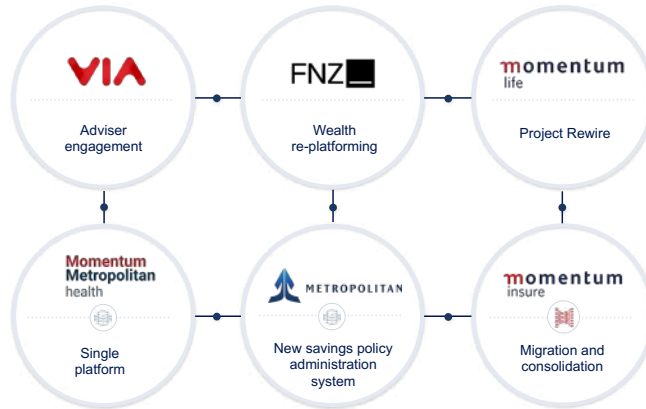 VIA
Adviser
engagement
FNZ
Wealth
re-platforming
momentum
life
Project Rewire
Momentum
Metropolitan
health
Single
platform
METROPOLITAN
New savings policy
administration
system
momentum
insure
Migration and
consolidation